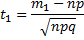 t₁ = (m₁ − np) / √npq